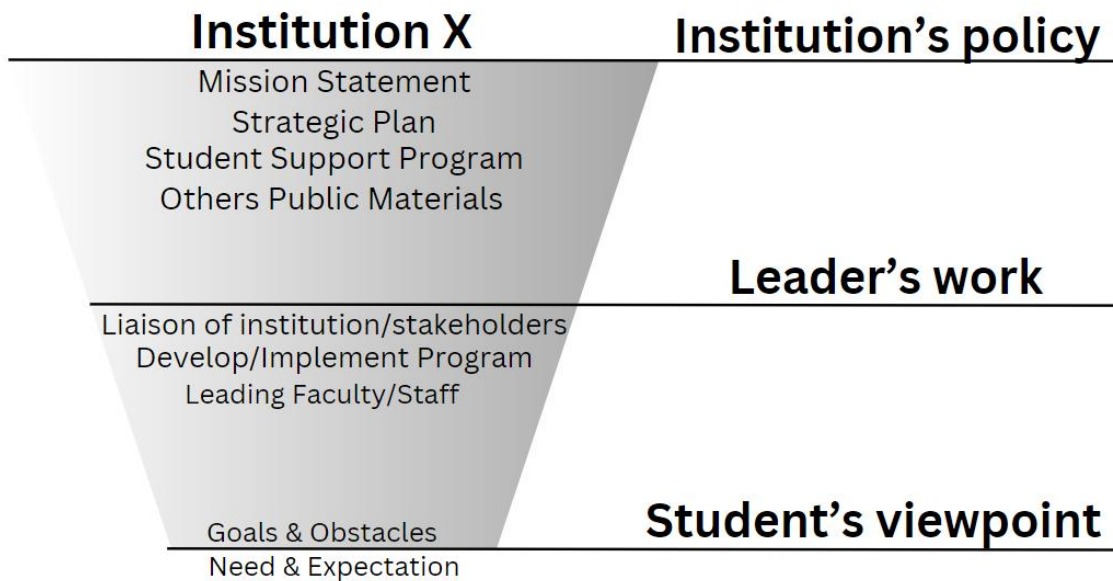 Institution X
Institution’s policy
Mission Statement
Strategic Plan
Student Support Program
Others Public Materials
Leader’s work
Liaison of institution/stakeholders
Develop/Implement Program
Leading Faculty/Staff
Student’s viewpoint
Goals & Obstacles
Need & Expectation